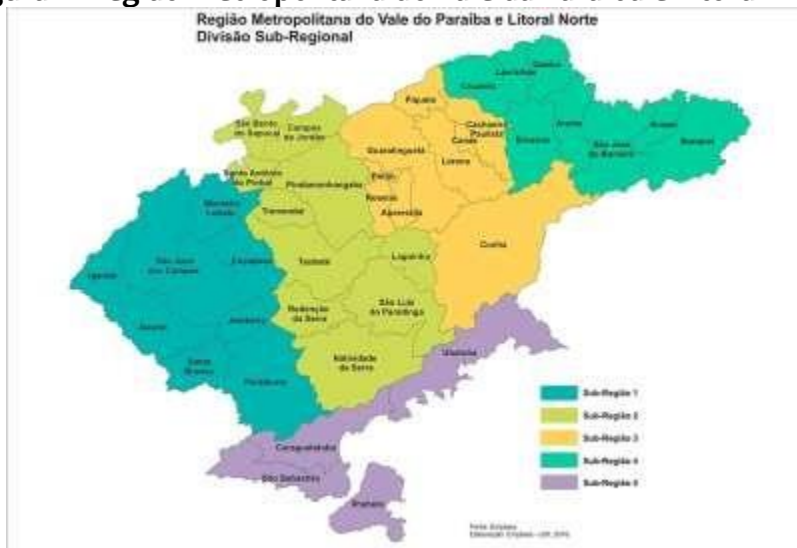 Região Metropolitana do Vale do Paraíba e Litoral Norte
Divisão Sub-Regional
Queluz
Lavrinhas
Cruzeiro
Piquete
São Bento
do Sapucaí
Campos
do Jordão
Cachoeira
Paulista
Canas
Silveiras
Areias
São José
do Barreiro
Arapeí
Bananal
Guaratinguetá
Lorena
Santo Antônio
do Pinhal
Pindamonhangaba
Potim
Roseira
Aparecida
Monteiro
Lobato
Tremembé
Cunha
São José
dos Campos
Caçapava
Taubaté
Lagoinha
Igaratá
Redenção
da Serra
São Luiz
do Paraitinga
Jacareí
Jambeiro
Santa
Branca
Paraibuna
Natividade
da Serra
Ubatuba
Caraguatatuba
São Sebastião
Ilhabela
Sub-Região 1
Sub-Região 2
Sub-Região 3
Sub-Região 4
Sub-Região 5
Fonte: Emplasa